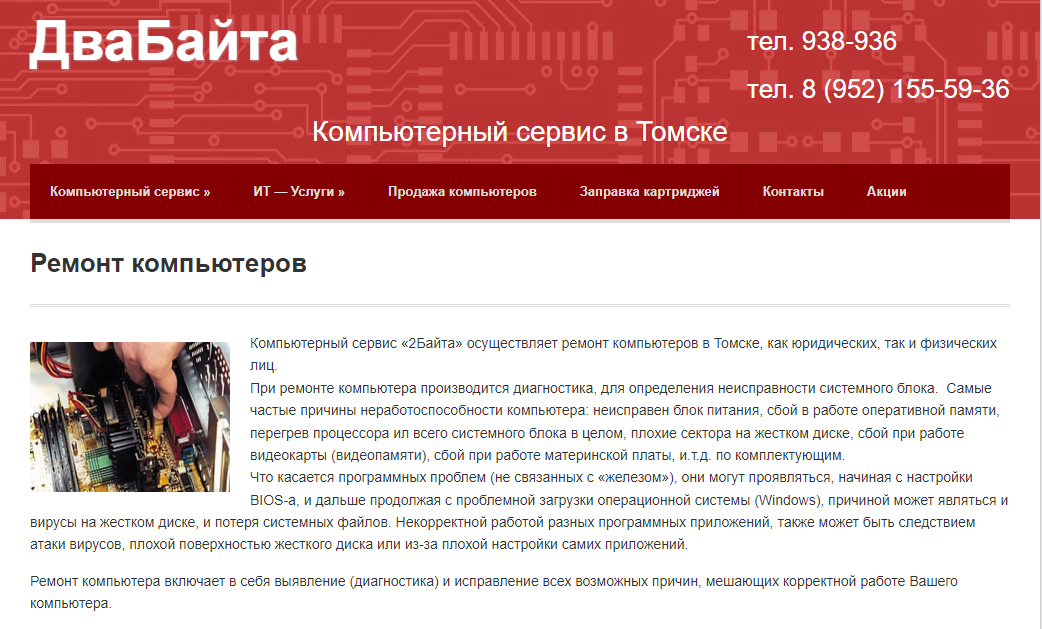 ДваБайта
тел. 938-936
тел. 8 (952) 155-59-36
Компьютерный сервис в Томске
Компьютерный сервис » ИТ — Услуги » Продажа компьютеров Заправка картриджей Контакты Акции
Ремонт компьютеров
Компьютерный сервис «2Байта» осуществляет ремонт компьютеров в Томске, как юридических, так и физических
лиц.
При ремонте компьютера производится диагностика, для определения неисправности системного блока.  Самые
частые причины неработоспособности компьютера: неисправен блок питания, сбой в работе оперативной памяти,
перегрев процессора ил всего системного блока в целом, плохие сектора на жестком диске, сбой при работе
видеокарты (видеопамяти), сбой при работе материнской платы, и.т.д. по комплектующим.
Что касается программных проблем (не связанных с «железом»), они могут проявляться, начиная с настройки
BIOS-а, и дальше продолжая с проблемной загрузки операционной системы (Windows), причиной может являться и
вирусы на жестком диске, и потеря системных файлов. Некорректной работой разных программных приложений, также может быть следствием
атаки вирусов, плохой поверхностью жесткого диска или из-за плохой настройки самих приложений.
Ремонт компьютера включает в себя выявление (диагностика) и исправление всех возможных причин, мешающих корректной работе Вашего
компьютера.